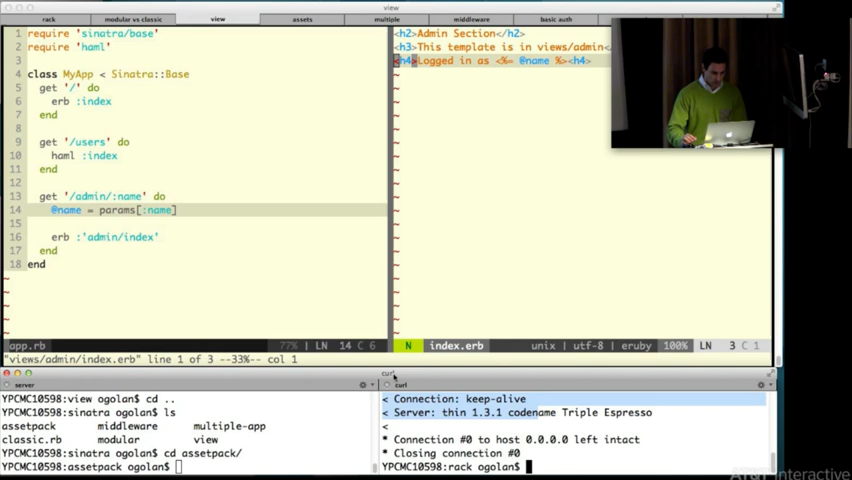 view
rack
modular vs classic
view
assets
multiple
middleware
basic auth
1 require 'sinatra/base'
2 require 'haml'
3
4 class MyApp < Sinatra::Base
5 get '/' do
6 erb :index
7 end
8
9 get '/users' do
10 haml :index
11 end
12
13 get '/admin/:name' do
14 @name = params[:name]
15
16 erb :'admin/index'
17 end
18 end
~
app.rb 77% | LN 14 C 6
"views/admin/index.erb" line 1 of 3 --33%-- col 1
<h2>Admin Section</h2>
<h3>This template is in views/admin<
<h4>Logged in as <%= @name %><h4>
~
N index.erb unix | utf-8 | eruby 100% LN 3 C 1
curl
server
YPCMC10598:view ogolan$ cd ..
YPCMC10598:sinatra ogolan$ ls
assetpack middleware multiple-app
classic.rb modular view
YPCMC10598:sinatra ogolan$ cd assetpack/
YPCMC10598:assetpack ogolan$
curl
< Connection: keep-alive
< Server: thin 1.3.1 codename Triple Espresso
<
* Connection #0 to host 0.0.0.0 left intact
* Closing connection #0
YPCMC10598:rack ogolan$
Interactive